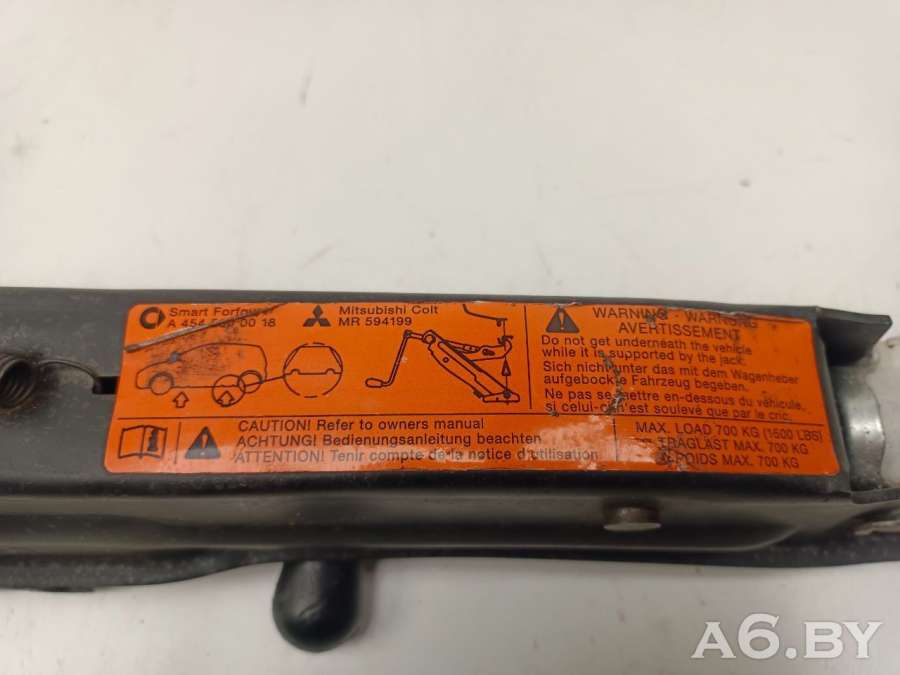 Smart Forfour
A 454 00 18
Mitsubishi Colt
MR 594199
WARNING - WARNUNG
AVERTISSEMENT
Do not get underneath the vehicle
while it is supported by the jack.
Sich nicht unter das mit dem Wagenheber
aufgebockte Fahrzeug begeben.
Ne pas se mettre en-dessous du véhicule,
si celui-ci n'est soulevé que par le cric.
CAUTION! Refer to owners manual
ACHTUNG! Bedienungsanleitung beachten
ATTENTION! Tenir compte de la notice d'utilisation
MAX. LOAD 700 KG (1500 LBS)
TRAGLAST MAX. 700 KG
POIDS MAX. 700 KG
A6.BY